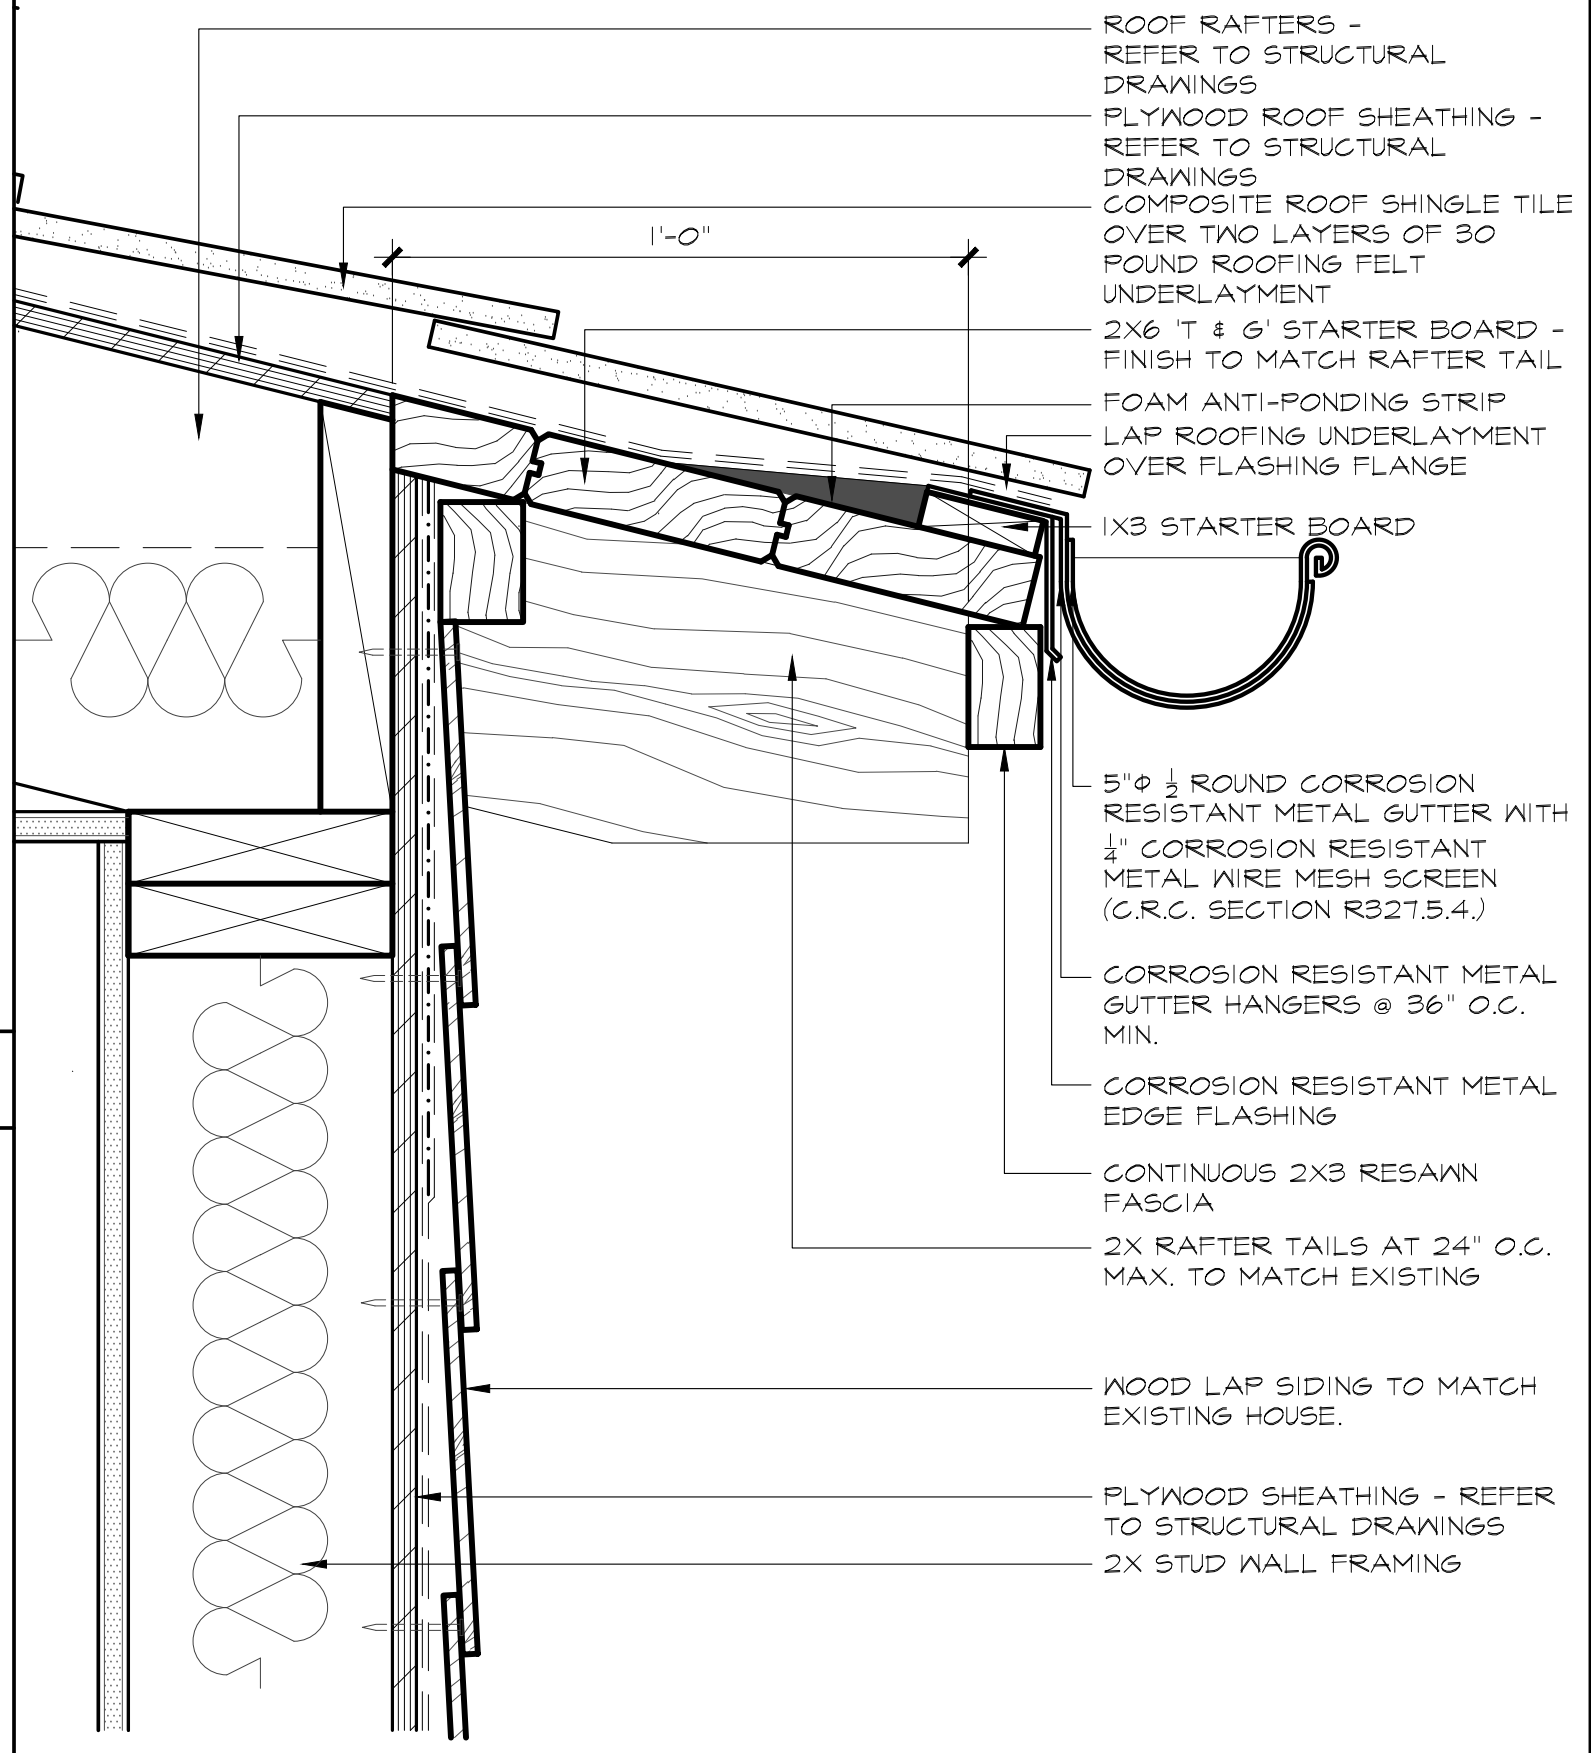 ROOF RAFTERS -
REFER TO STRUCTURAL
DRAWINGS
PLYWOOD ROOF SHEATHING -
REFER TO STRUCTURAL
DRAWINGS
COMPOSITE ROOF SHINGLE TILE
OVER TWO LAYERS OF 30
POUND ROOFING FELT
UNDERLAYMENT
1'-0"
2X6 'T & G' STARTER BOARD -
FINISH TO MATCH RAFTER TAIL
FOAM ANTI-PONDING STRIP
LAP ROOFING UNDERLAYMENT
OVER FLASHING FLANGE
1X3 STARTER BOARD
5"Φ 1/2 ROUND CORROSION
RESISTANT METAL GUTTER WITH
1/4" CORROSION RESISTANT
METAL WIRE MESH SCREEN
(C.R.C. SECTION R327.5.4.)
CORROSION RESISTANT METAL
GUTTER HANGERS @ 36" O.C.
MIN.
CORROSION RESISTANT METAL
EDGE FLASHING
CONTINUOUS 2X3 RESAWN
FASCIA
2X RAFTER TAILS AT 24" O.C.
MAX. TO MATCH EXISTING
WOOD LAP SIDING TO MATCH
EXISTING HOUSE.
PLYWOOD SHEATHING - REFER
TO STRUCTURAL DRAWINGS
2X STUD WALL FRAMING